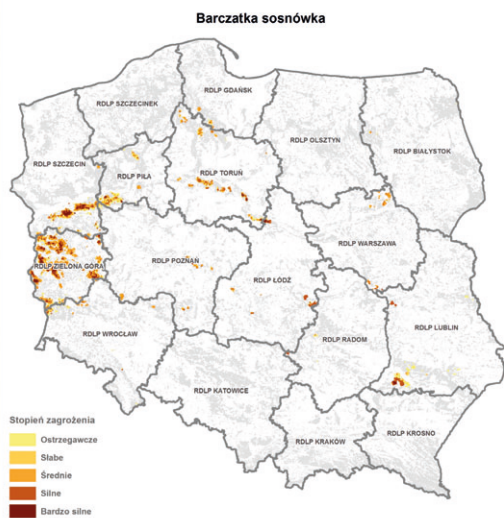 Barczatka sosnówka
RDLP GDAŃSK
RDLP SZCZECINEK
RDLP OLSZTYN
RDLP BIAŁYSTOK
RDLP SZCZECIN
RDLP PIŁA
RDLP TORUŃ
RDLP WARSZAWA
RDLP POZNAŃ
RDLP ZIELONA GÓRA
RDLP ŁÓDŹ
RDLP LUBLIN
RDLP WROCŁAW
RDLP RADOM
RDLP KATOWICE
RDLP KROSNO
RDLP KRAKÓW
Stopień zagrożenia
Ostrzegawcze
Słabe
Średnie
Silne
Bardzo silne